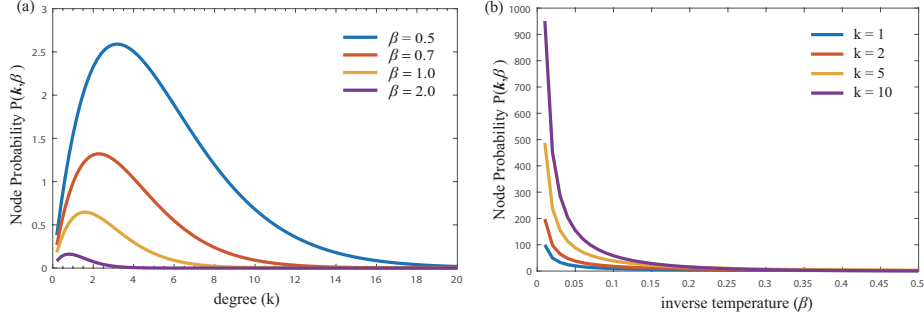 (a)
3
2.5
2
1.5
1
0.5
0
Node Probability P(k,β)
β = 0.5
β = 0.7
β = 1.0
β = 2.0
0 2 4 6 8 10 12 14 16 18 20
degree (k)
(b)
1000
900
800
700
600
500
400
300
200
100
0
Node Probability P(k,β)
k = 1
k = 2
k = 5
k = 10
0 0.05 0.1 0.15 0.2 0.25 0.3 0.35 0.4 0.45 0.5
inverse temperature (β)